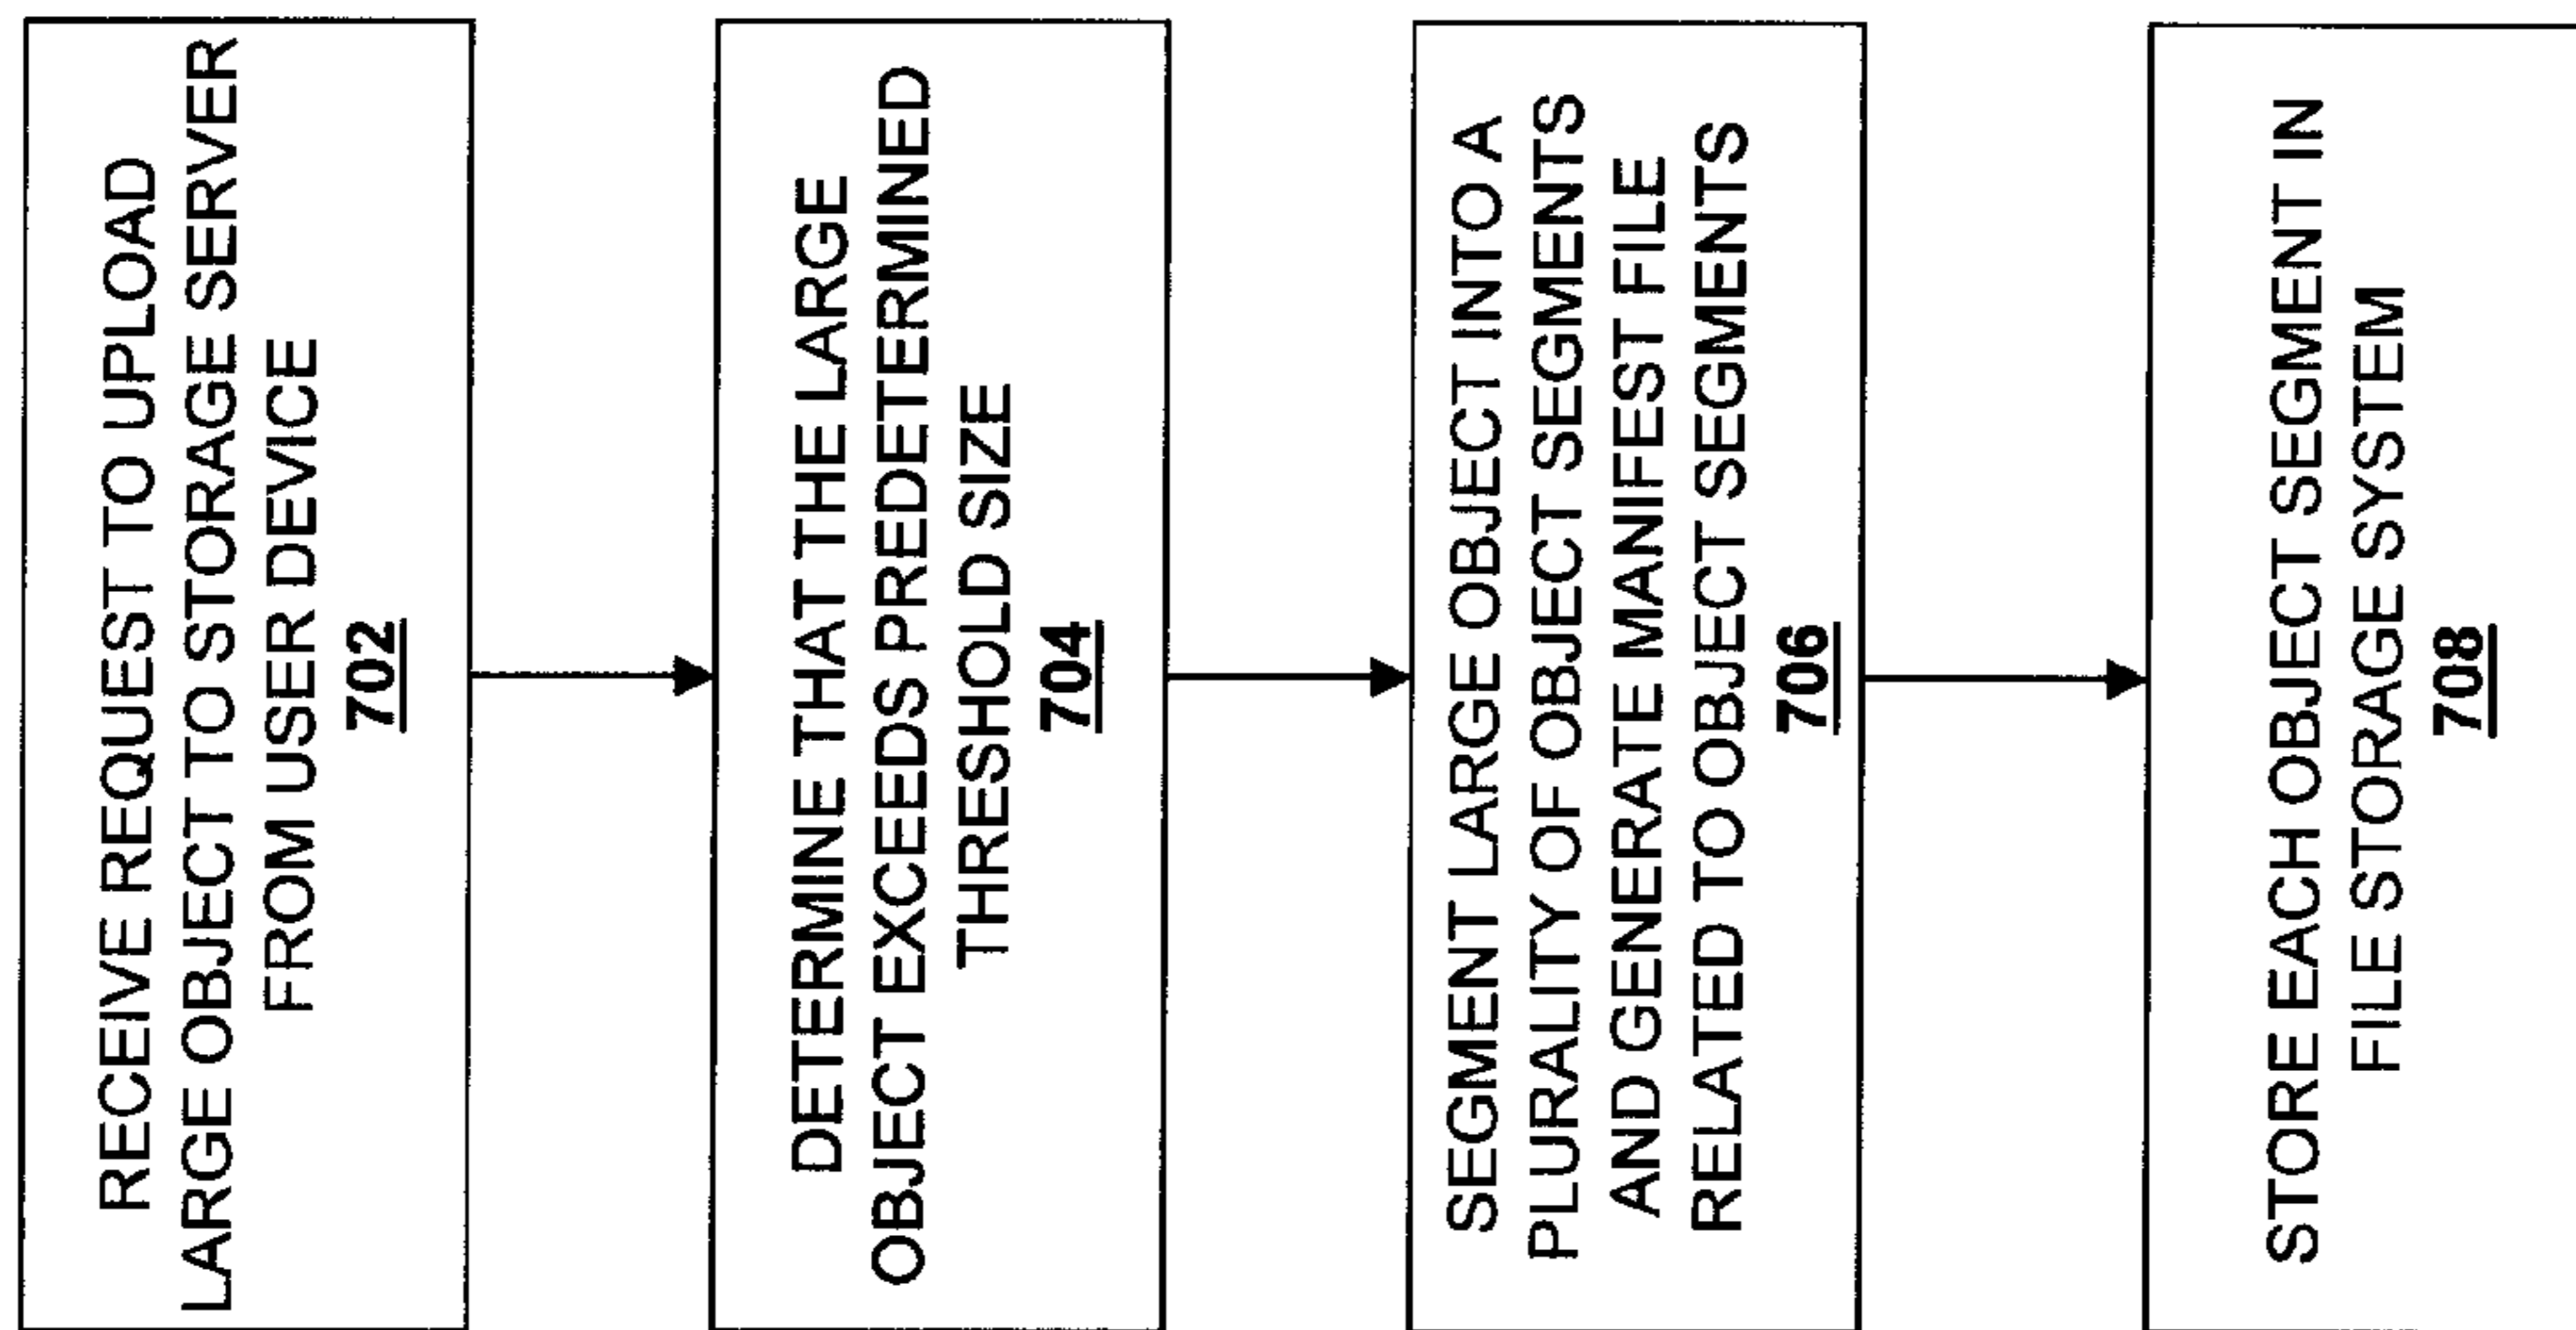 RECEIVE REQUEST TO UPLOAD
LARGE OBJECT TO STORAGE SERVER
FROM USER DEVICE
702
DETERMINE THAT THE LARGE
OBJECT EXCEEDS PREDETERMINED
THRESHOLD SIZE
704
SEGMENT LARGE OBJECT INTO A
PLURALITY OF OBJECT SEGMENTS
AND GENERATE MANIFEST FILE
RELATED TO OBJECT SEGMENTS
706
STORE EACH OBJECT SEGMENT IN
FILE STORAGE SYSTEM
708